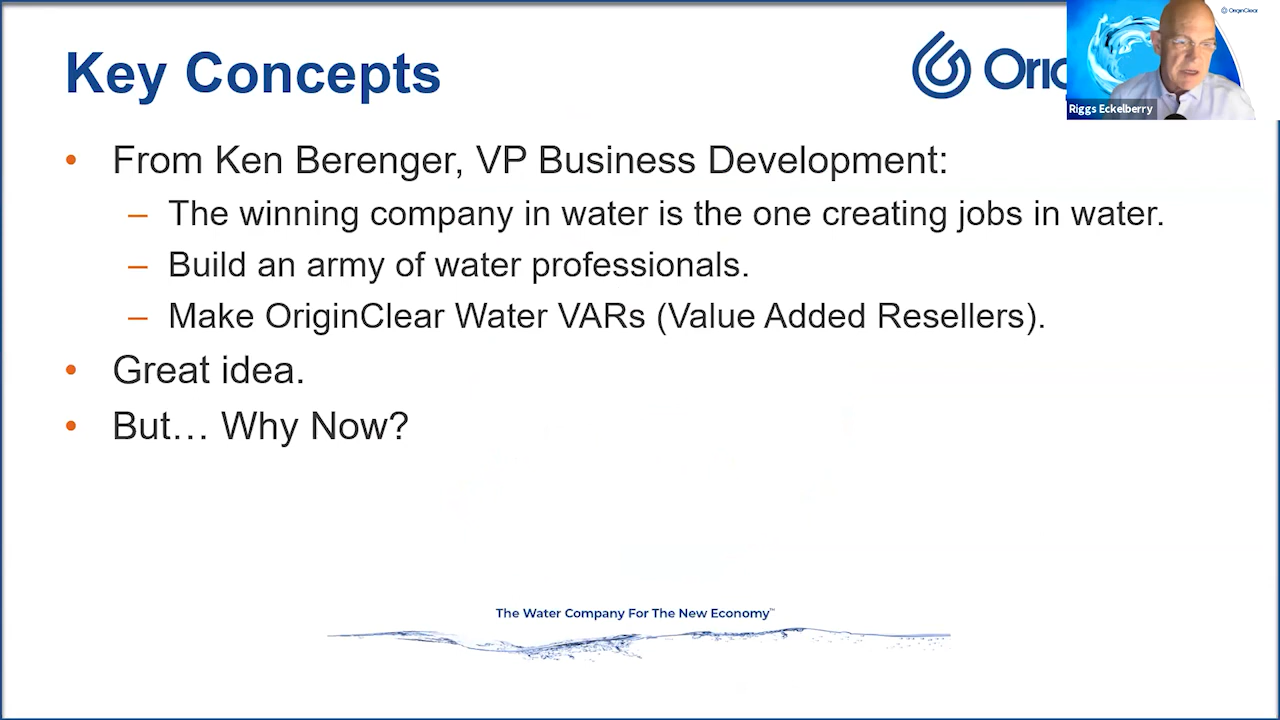 Key Concepts
OriginClear
Riggs Eckelberry
• From Ken Berenger, VP Business Development:
– The winning company in water is the one creating jobs in water.
– Build an army of water professionals.
– Make OriginClear Water VARs (Value Added Resellers).
• Great idea.
• But… Why Now?
The Water Company For The New Economy™